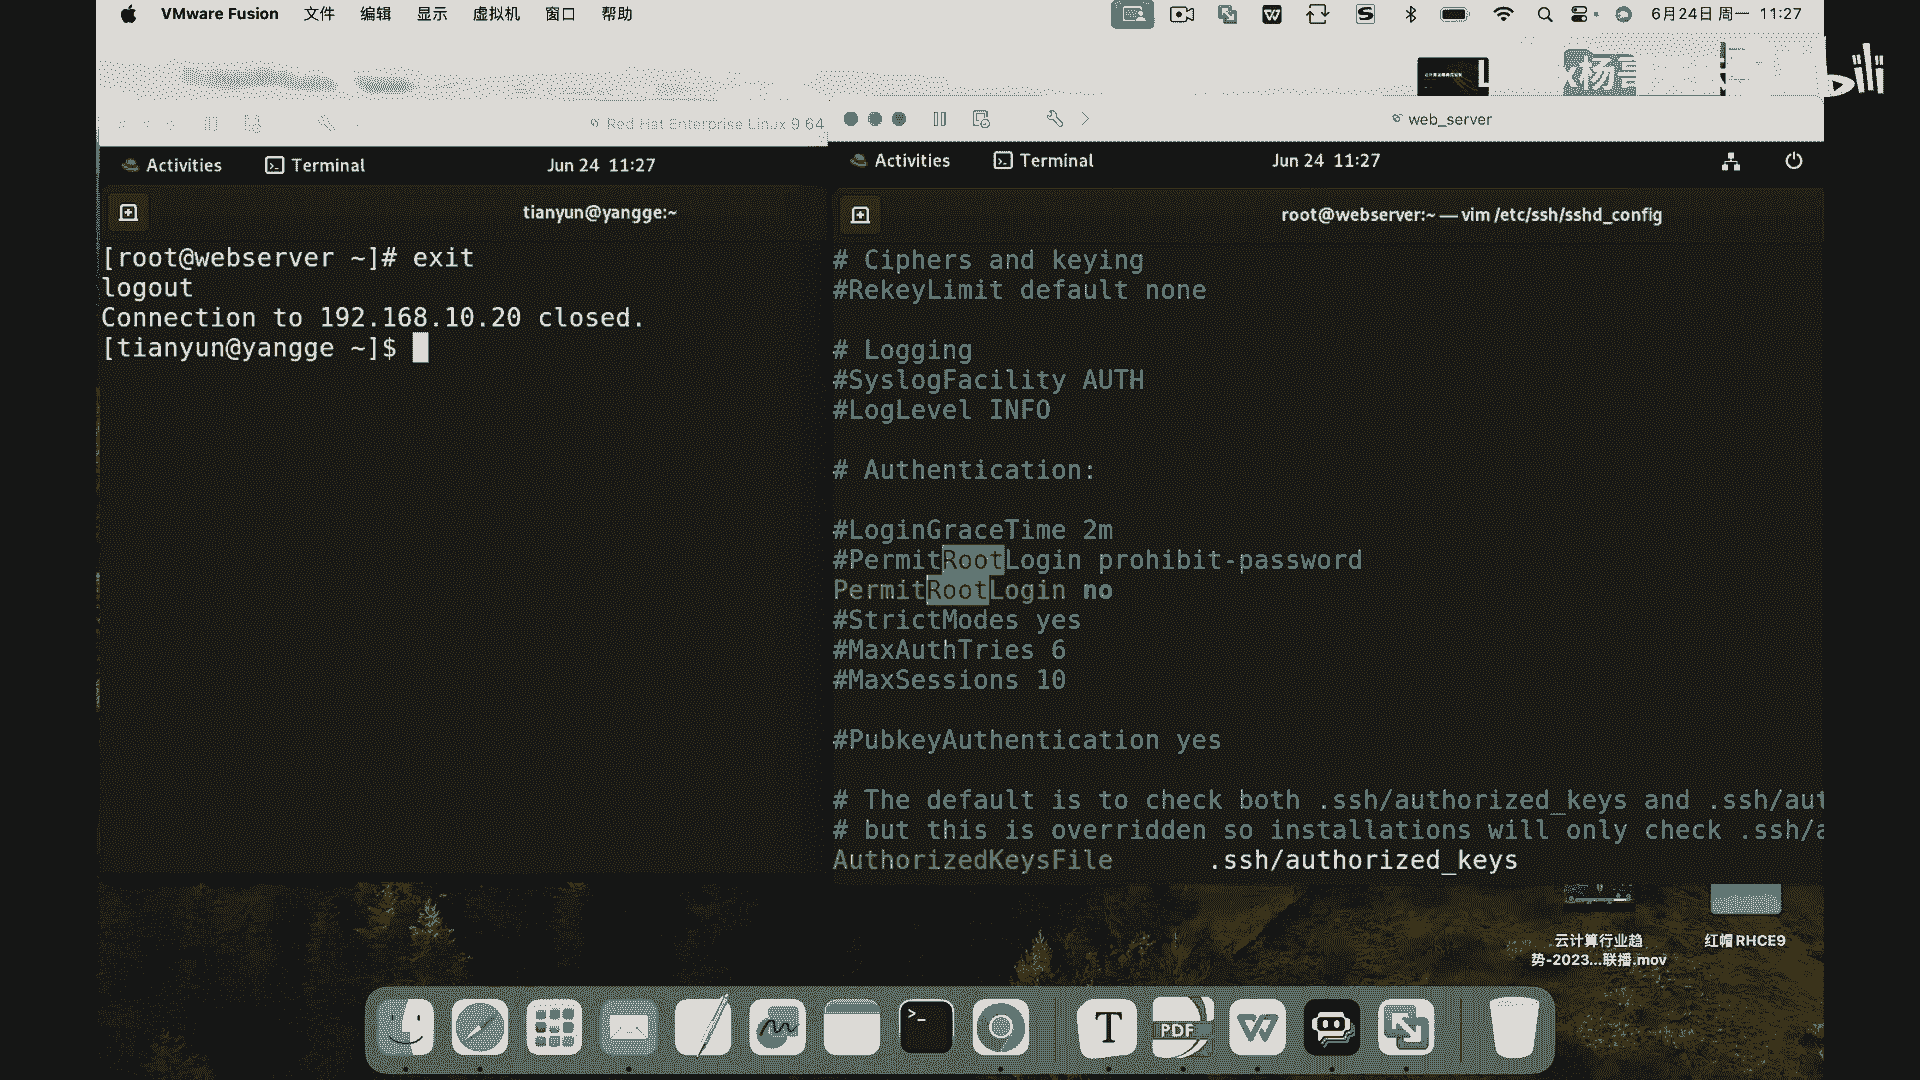 VMware Fusion 文件 编辑 显示 虚拟机 窗口 帮助
6月24日 周一 11:27
Red Hat Enterprise Linux 9 64
web_server
Activities Terminal Jun 24 11:27
tianyun@yangge:~
[root@webserver ~]# exit
logout
Connection to 192.168.10.20 closed.
[tianyun@yangge ~]$
Activities Terminal Jun 24 11:27
root@webserver:~ — vim /etc/ssh/sshd_config
# Ciphers and keying
#RekeyLimit default none
# Logging
#SyslogFacility AUTH
#LogLevel INFO
# Authentication:
#LoginGraceTime 2m
#PermitRootLogin prohibit-password
PermitRootLogin no
#StrictModes yes
#MaxAuthTries 6
#MaxSessions 10
#PubkeyAuthentication yes
# The default is to check both .ssh/authorized_keys and .ssh/aut
# but this is overridden so installations will only check .ssh/a
AuthorizedKeysFile .ssh/authorized_keys
云计算行业趋
势-2023...联播.mov
红帽RHCE9
PDF